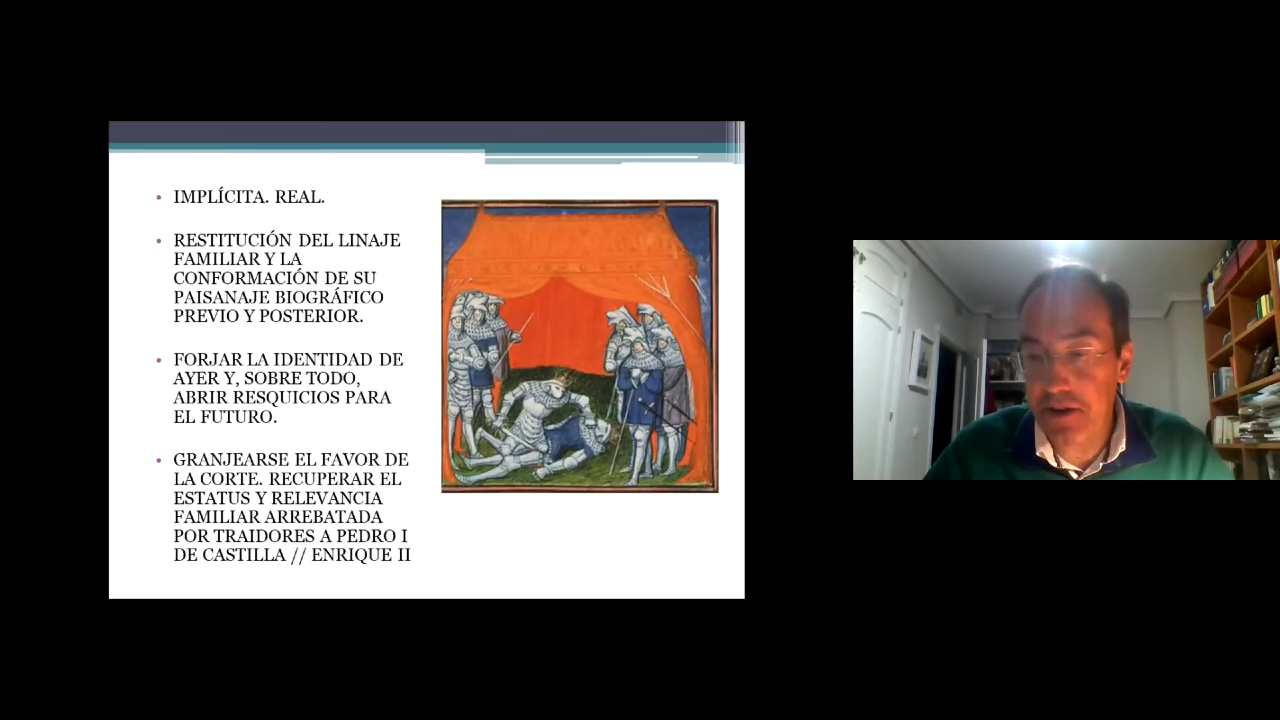 IMPLÍCITA. REAL.
RESTITUCIÓN DEL LINAJE
FAMILIAR Y LA
CONFORMACIÓN DE SU
PAISANAJE BIOGRÁFICO
PREVIO Y POSTERIOR.
FORJAR LA IDENTIDAD DE
AYER Y, SOBRE TODO,
ABRIR RESQUICIOS PARA
EL FUTURO.
GRANJEARSE EL FAVOR DE
LA CORTE. RECUPERAR EL
ESTATUS Y RELEVANCIA
FAMILIAR ARREBATADA
POR TRAIDORES A PEDRO I
DE CASTILLA // ENRIQUE II